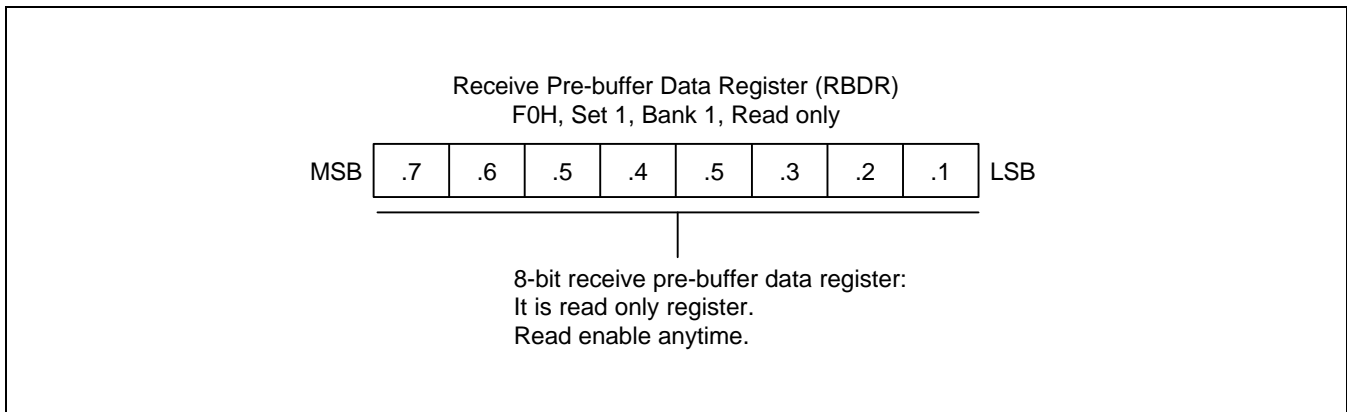 Receive Pre-buffer Data Register (RBDR)
F0H, Set 1, Bank 1, Read only
MSB .7 .6 .5 .4 .5 .3 .2 .1 LSB
8-bit receive pre-buffer data register:
It is read only register.
Read enable anytime.